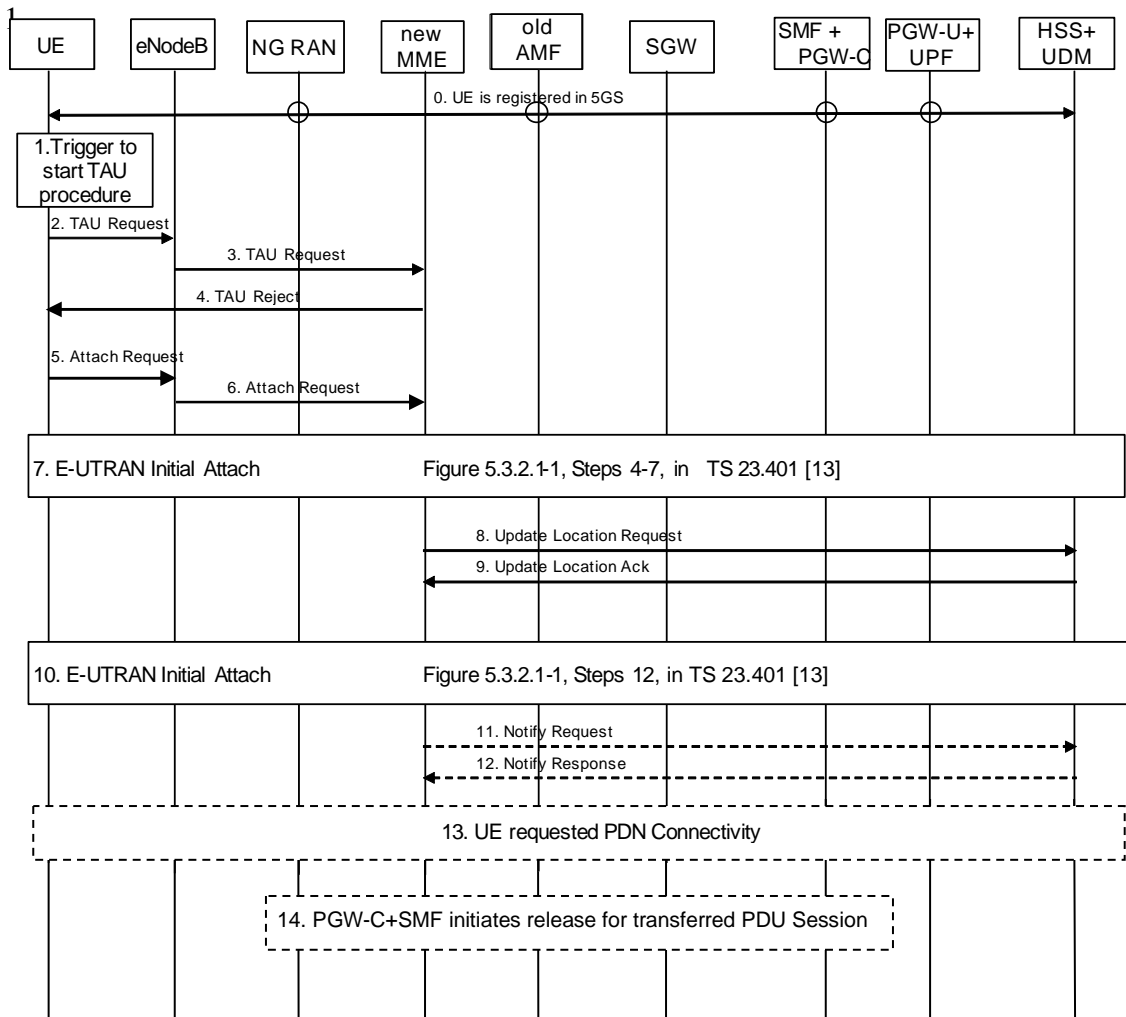 1
UE
eNodeB
NG RAN
new
MME
old
AMF
SGW
SMF +
PGW-C
PGW-U+
UPF
HSS+
UDM
0. UE is registered in 5GS
1.Trigger to
start TAU
procedure
2. TAU Request
3. TAU Request
4. TAU Reject
5. Attach Request
6. Attach Request
7. E-UTRAN Initial Attach Figure 5.3.2.1-1, Steps 4-7, in TS 23.401 [13]
8. Update Location Request
9. Update Location Ack
10. E-UTRAN Initial Attach Figure 5.3.2.1-1, Steps 12, in TS 23.401 [13]
11. Notify Request
12. Notify Response
13. UE requested PDN Connectivity
14. PGW-C+SMF initiates release for transferred PDU Session